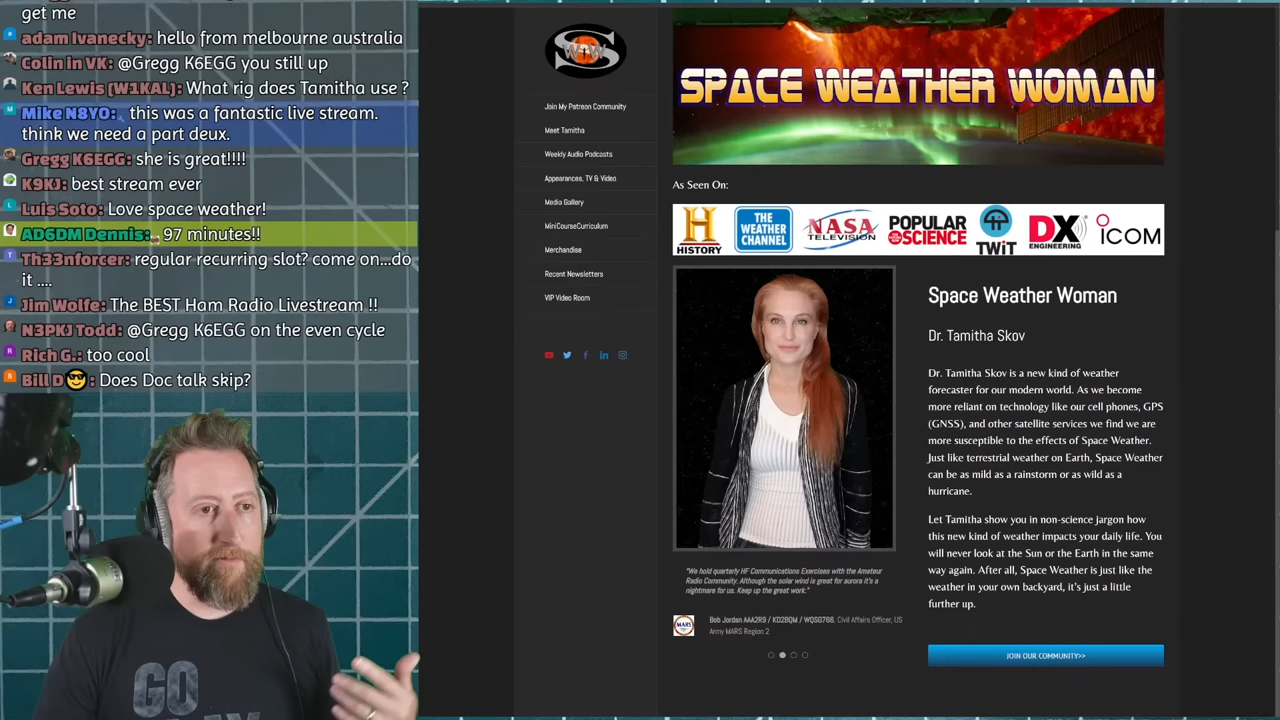 get me
adam Ivanecky: hello from melbourne australia
Colin in VK: @Gregg K6EGG you still up
Ken Lens [W1KAL]: What rig does Tamitha use ?
Mike N8YO: this was a fantastic live stream.
think we need a part deux.
Gregg K6EGG: she is great!!!!
K9KJ: best stream ever
Luis Soto: Love space weather!
AD6DM Dennis: 97 minutes!!
regular recurring slot? come on...do
it ....
Jim Wolfe: The BEST Ham Radio Livestream !!
N3PKJ Todd: @Gregg K6EGG on the even cycle
Rich G.: too cool
Bill D😎: Does Doc talk skip?
GO
Join My Patreon Community
Meet Tamitha
Weekly Audio Podcasts
Appearances, TV & Video
Media Gallery
MiniCourseCurriculum
Merchandise
Recent Newsletters
VIP Video Room
SPACE WEATHER WOMAN
As Seen On:
H HISTORY
THE WEATHER CHANNEL
NASA TELEVISION
POPULAR SCIENCE
TWiT
DX ENGINEERING
ICOM
"We hold quarterly HF Communications Exercises with the Amateur
Radio Community. Although the solar wind is great for aurora it's a
nightmare for us. Keep up the great work."
MARS
Bob Jordan AAA2R9 / KD2BQM / WQSG766. Civil Affairs Officer, US
Army MARS Region 2
Space Weather Woman
Dr. Tamitha Skov
Dr. Tamitha Skov is a new kind of weather
forecaster for our modern world. As we become
more reliant on technology like our cell phones, GPS
(GNSS), and other satellite services we find we are
more susceptible to the effects of Space Weather.
Just like terrestrial weather on Earth, Space Weather
can be as mild as a rainstorm or as wild as a
hurricane.
Let Tamitha show you in non-science jargon how
this new kind of weather impacts your daily life. You
will never look at the Sun or the Earth in the same
way again. After all, Space Weather is just like the
weather in your own backyard, it's just a little
further up.
JOIN OUR COMMUNITY>>